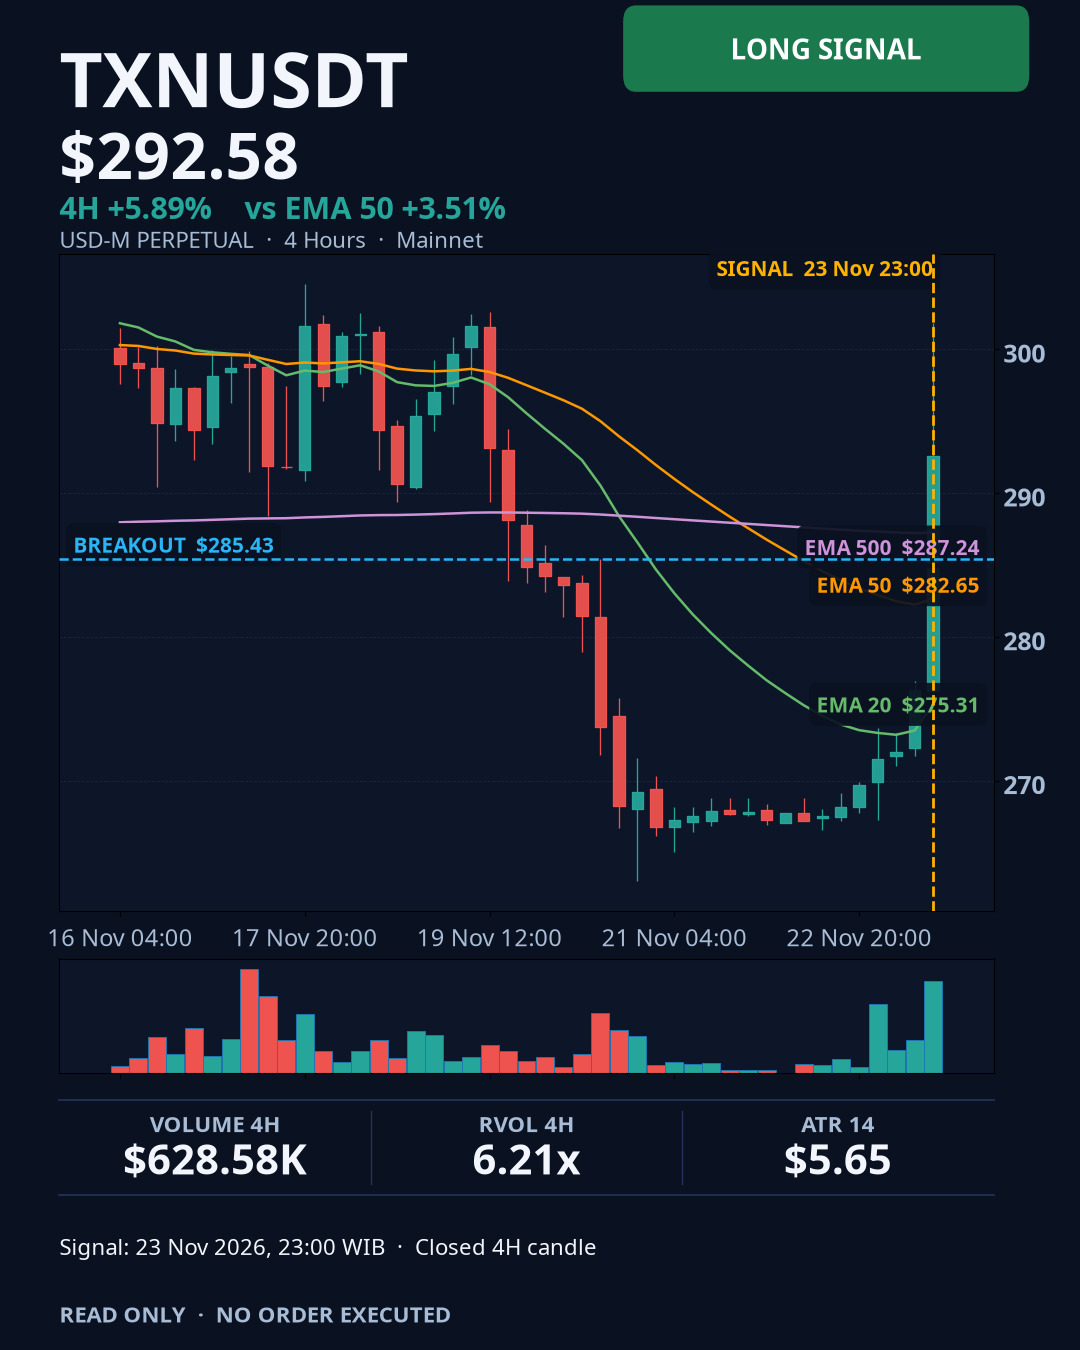 LONG SIGNAL
TXNUSDT
$292.58
4H +5.89% vs EMA 50 +3.51%
USD-M PERPETUAL · 4 Hours · Mainnet
SIGNAL 23 Nov 23:00
300
290
BREAKOUT $285.43
EMA 500 $287.24
EMA 50 $282.65
280
EMA 20 $275.31
270
16 Nov 04:00 17 Nov 20:00 19 Nov 12:00 21 Nov 04:00 22 Nov 20:00
VOLUME 4H RVOL 4H ATR 14
$628.58K 6.21x $5.65
Signal: 23 Nov 2026, 23:00 WIB · Closed 4H candle
READ ONLY · NO ORDER EXECUTED